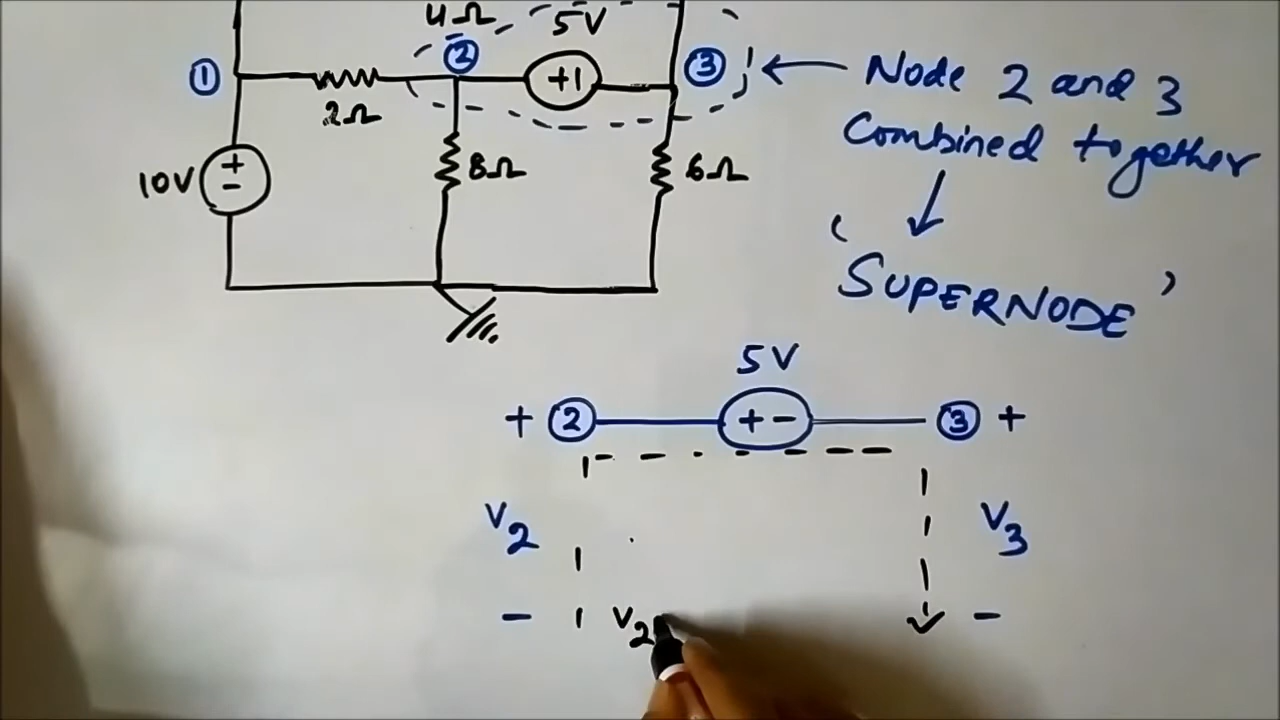 4Ω
5V
① ② ③
+ı
2Ω
Node 2 and 3
Combined together
+
-
10V
8Ω
6Ω
'SUPERNODE'
5V
+ ② + - ③ +
V2 V3
- V2 -